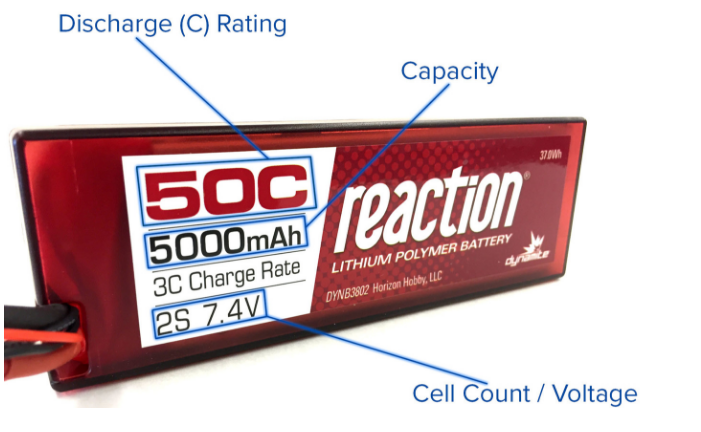 Discharge (C) Rating
Capacity
50C
5000mAh
3C Charge Rate
2S 7.4V
37.0Wh
reaction®
LITHIUM POLYMER BATTERY
dynamite
DYNB3802 Horizon Hobby, LLC
Cell Count / Voltage